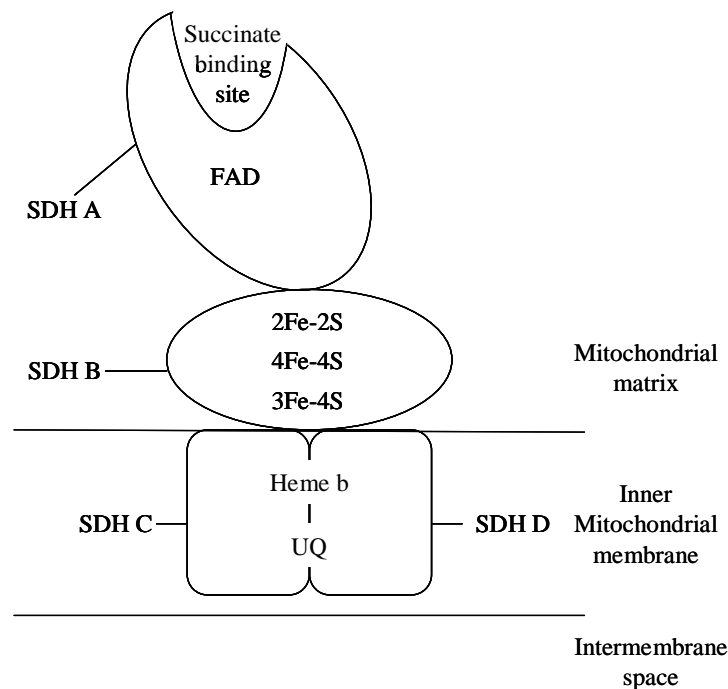 Succinate
binding
site
FAD
SDH A
2Fe-2S
4Fe-4S
3Fe-4S
SDH B
Mitochondrial
matrix
Heme b
UQ
SDH C
SDH D
Inner
Mitochondrial
membrane
Intermembrane
space